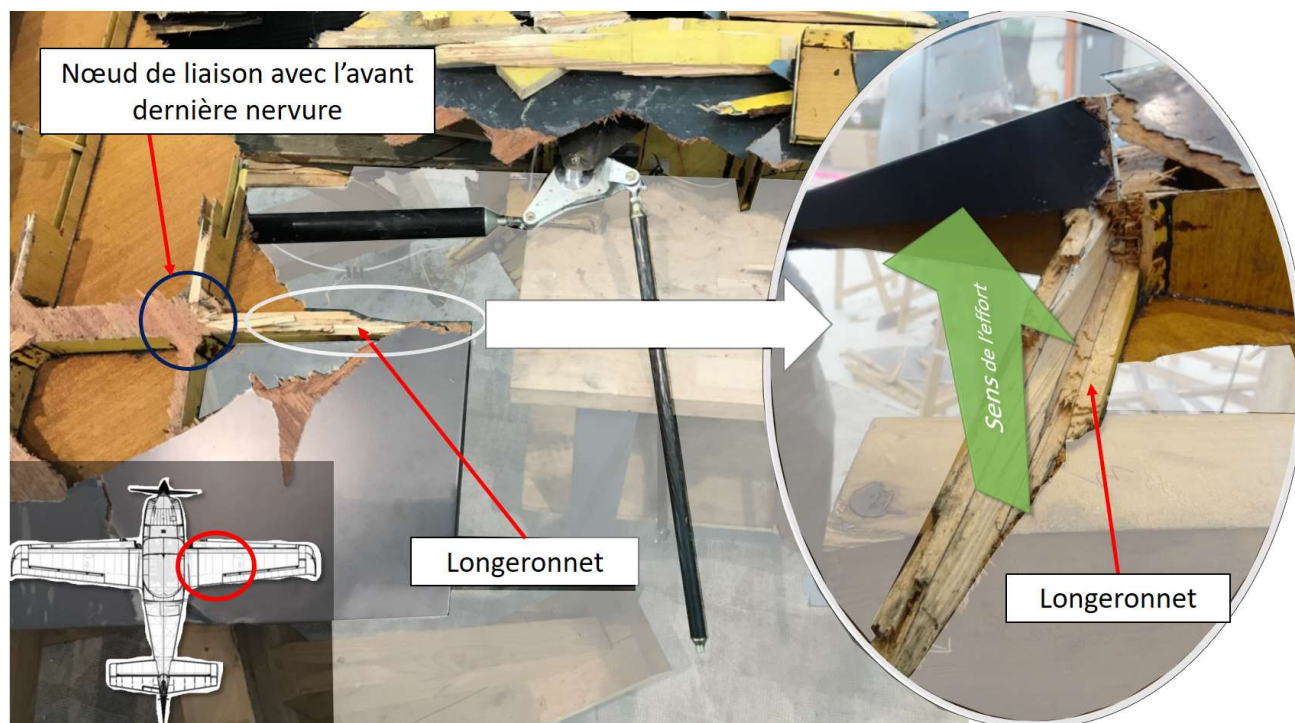 Nœud de liaison avec l’avant
dernière nervure
Sens de l’effort
Longeronnet
Longeronnet